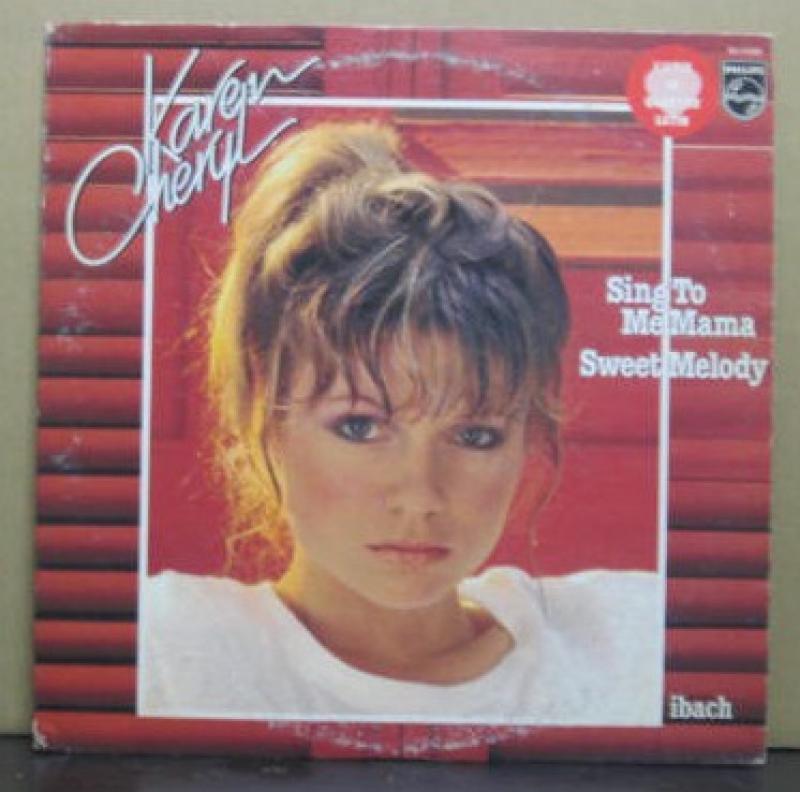 Karen
Cheryl
PHILIPS
Sing To
Me Mama
Sweet Melody
ibach